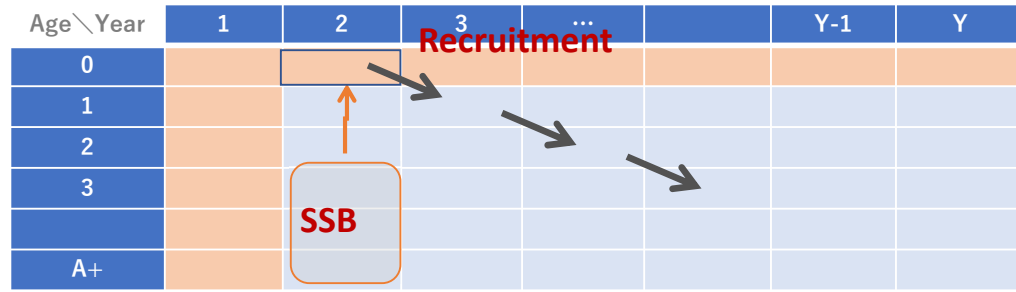 Age＼Year 1 2 3 … Y-1 Y
Recruitment
0
1
2
3
SSB
A+